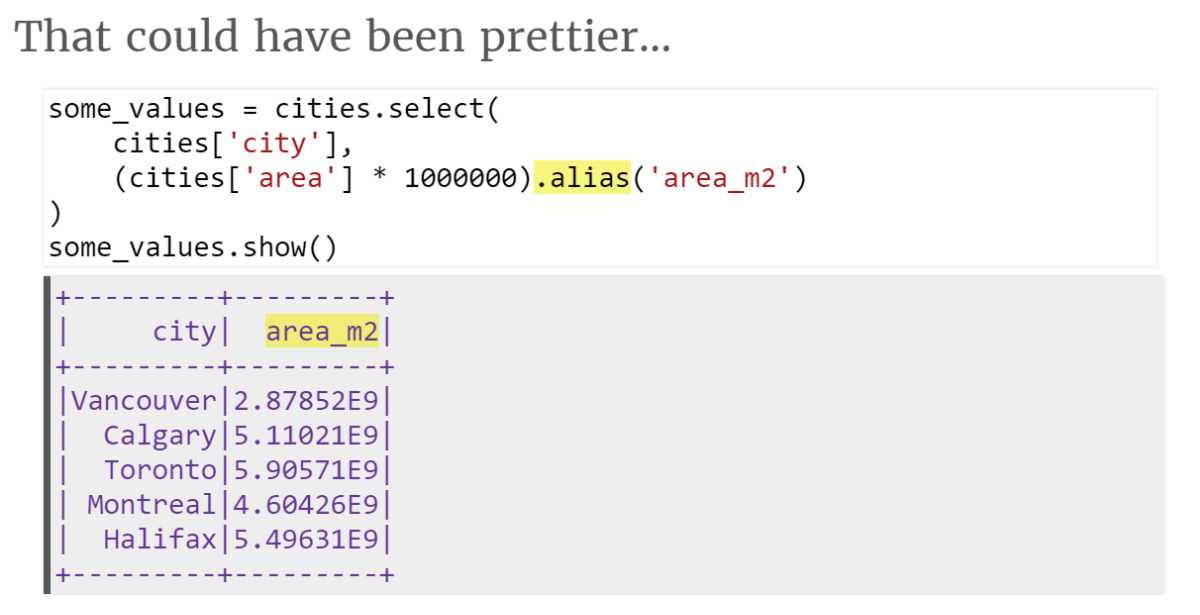 That could have been prettier...
some_values = cities.select(
    cities['city'],
    (cities['area'] * 1000000).alias('area_m2')
)
some_values.show()
+---------+---------+
|     city|  area_m2|
+---------+---------+
|Vancouver|2.87852E9|
|  Calgary|5.11021E9|
|  Toronto|5.90571E9|
| Montreal|4.60426E9|
|  Halifax|5.49631E9|
+---------+---------+